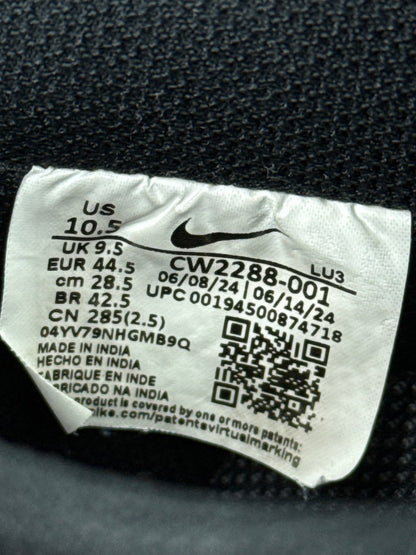 US
10.5
UK 9.5
EUR 44.5
cm 28.5
BR 42.5
CN 285(2.5)
04YV79NHGMB9Q
CW2288-001
LU3
06/08/24 | 06/14/24
UPC 00194500874718
MADE IN INDIA
HECHO EN INDIA
FABRIQUE EN INDE
FABRICADO NA INDIA
product is covered by one or more patents:
.com/patentsvirtualmarking